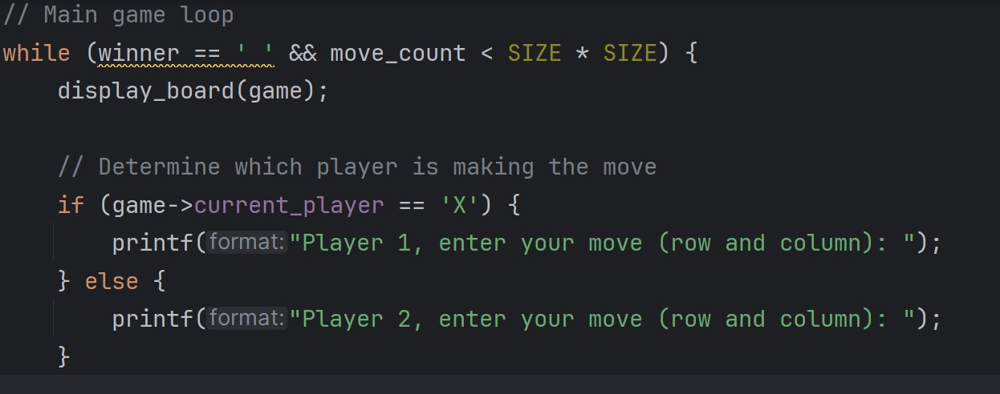 // Main game loop
while (winner == ' ' && move_count < SIZE * SIZE) {
display_board(game);
// Determine which player is making the move
if (game->current_player == 'X') {
printf(format:"Player 1, enter your move (row and column): ");
} else {
printf(format:"Player 2, enter your move (row and column): ");
}